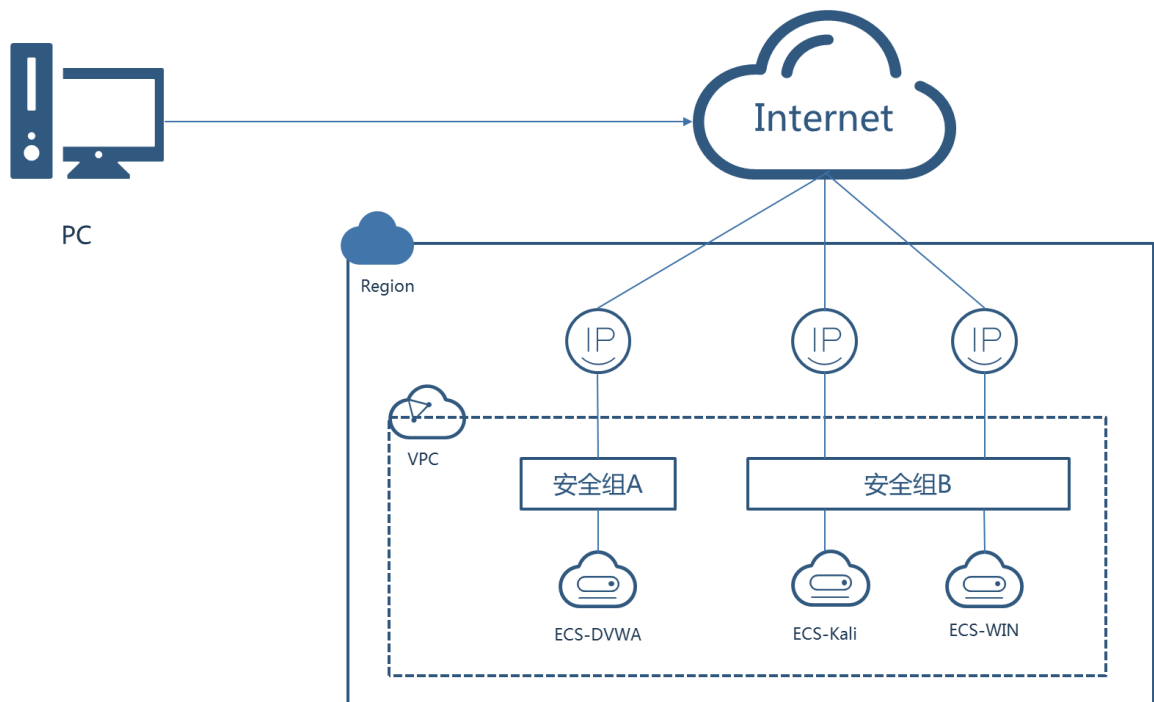 Internet
PC
Region
IP
IP
IP
VPC
安全组A
安全组B
ECS-DVWA
ECS-Kali
ECS-WIN